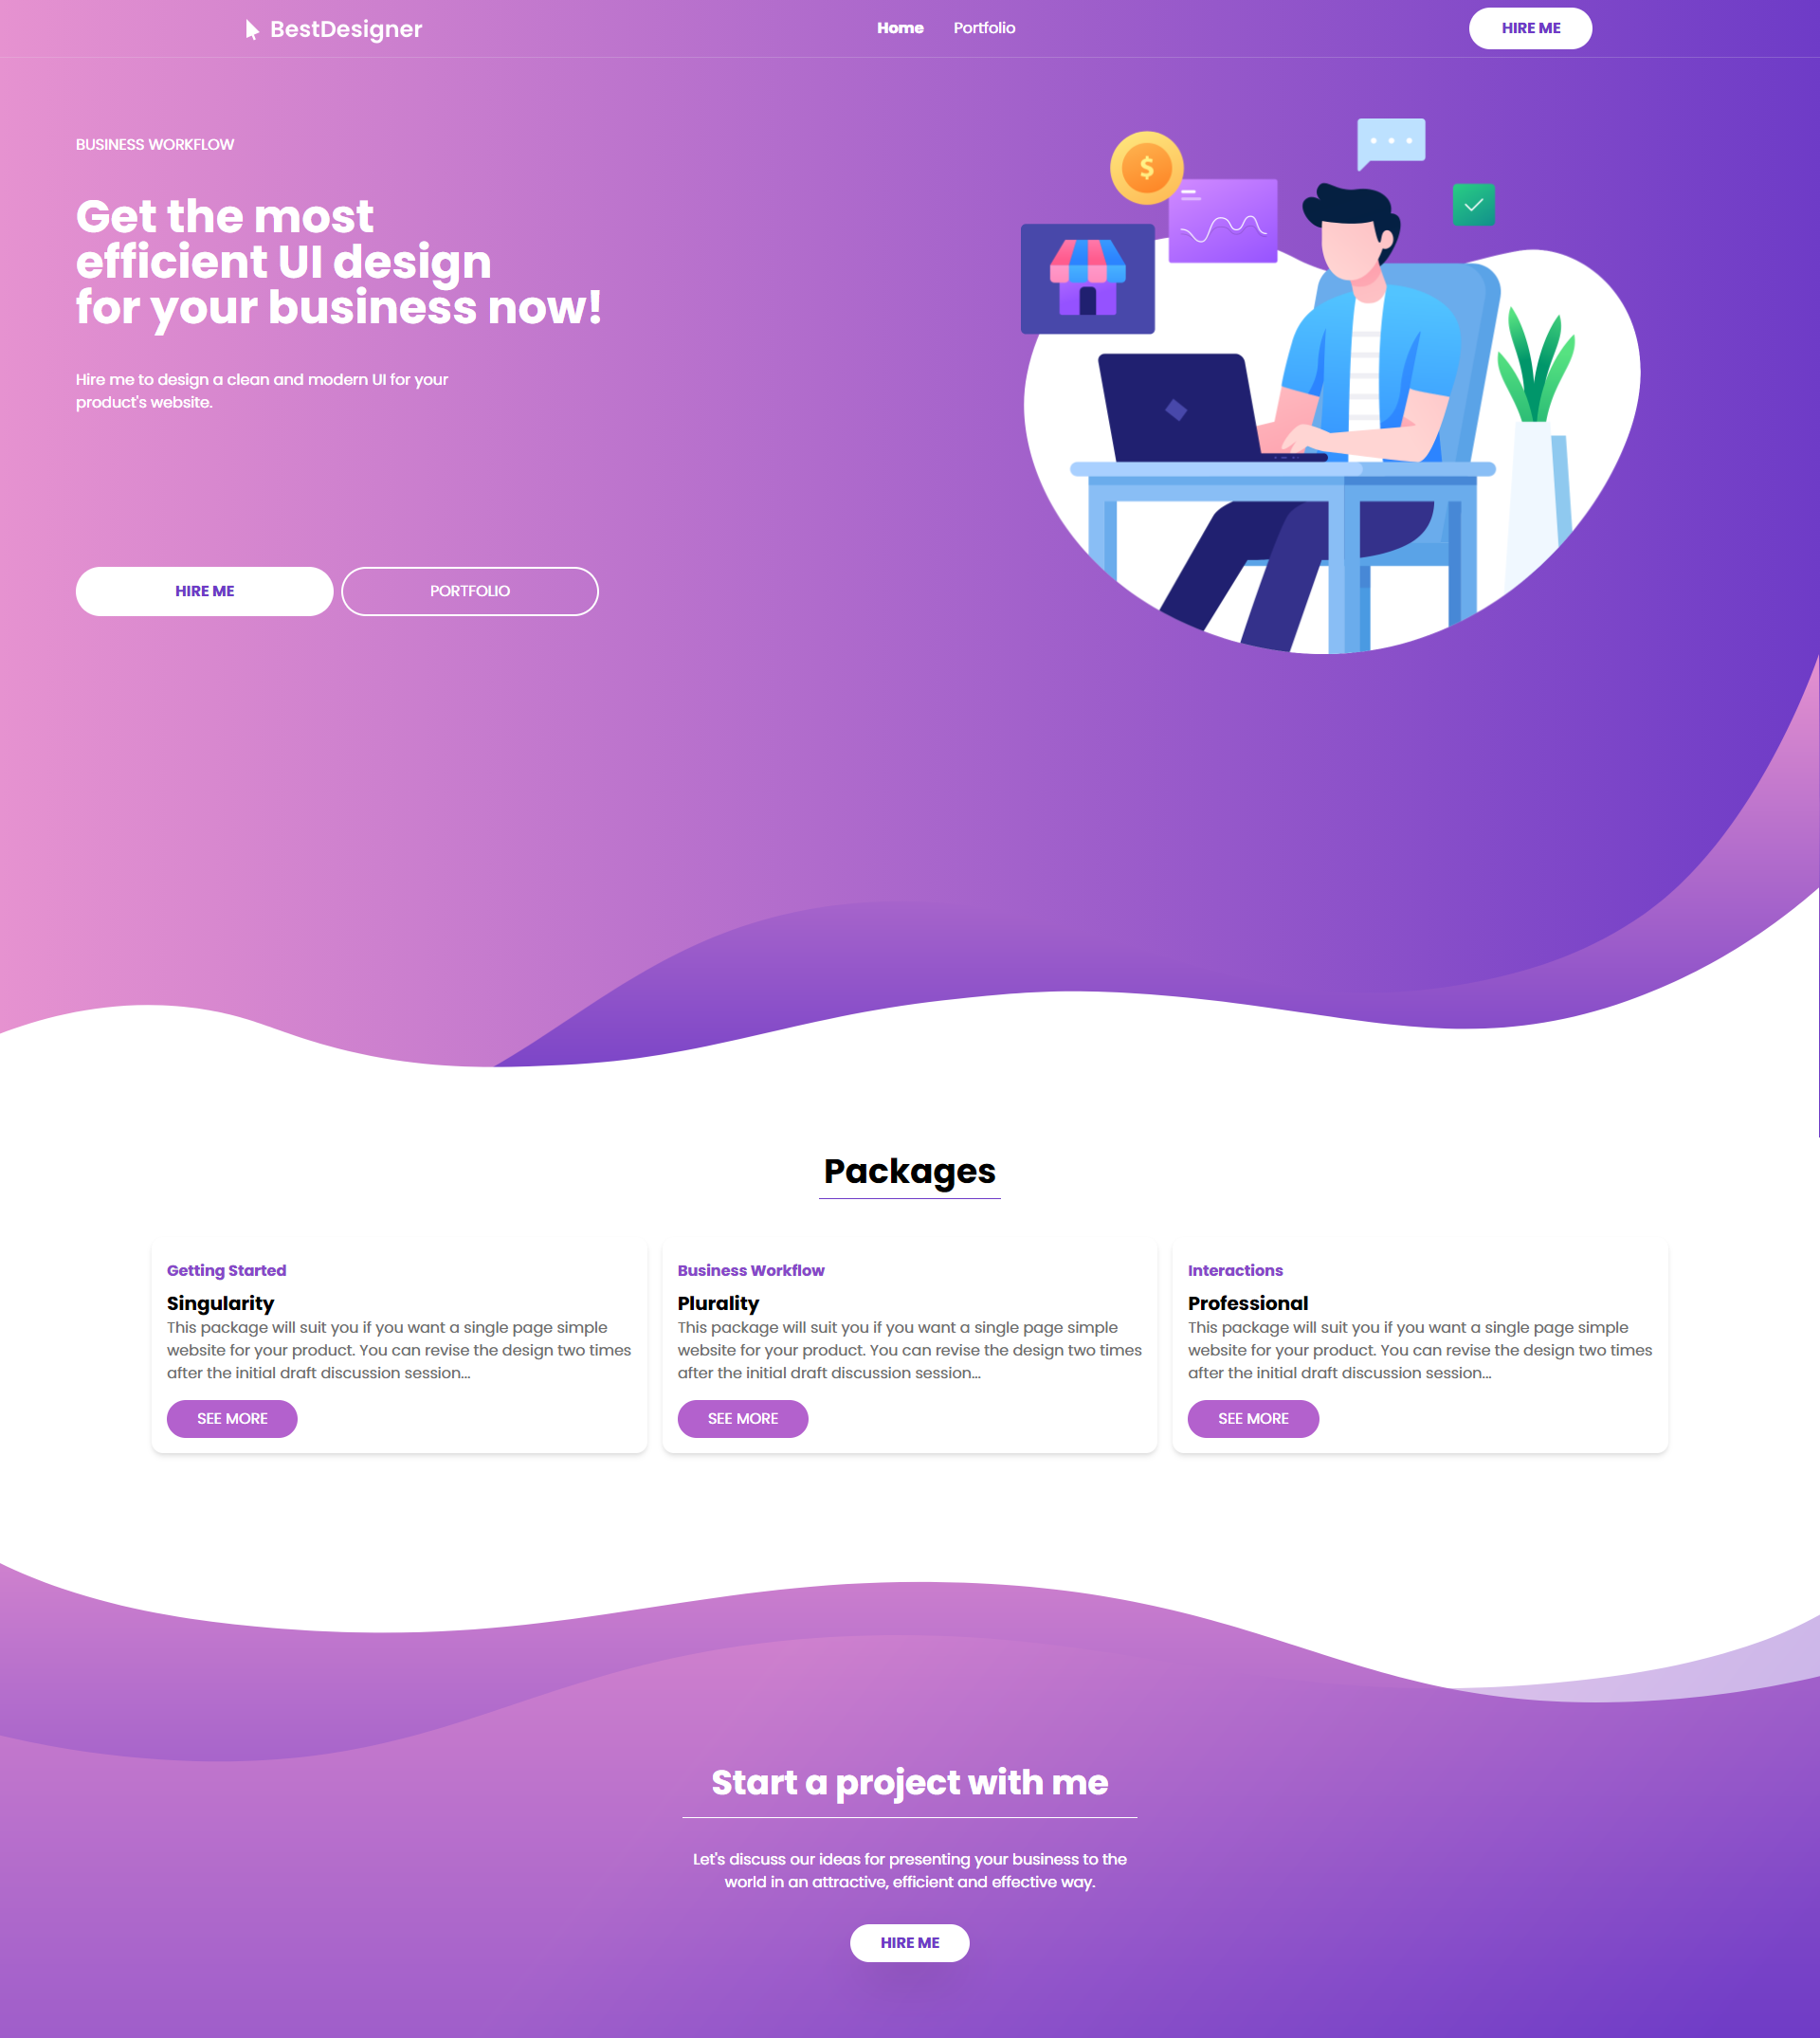 BestDesigner
Home Portfolio
HIRE ME
BUSINESS WORKFLOW
Get the most
efficient UI design
for your business now!
Hire me to design a clean and modern UI for your
product's website.
HIRE ME
PORTFOLIO
$
Packages
Getting Started
Singularity
This package will suit you if you want a single page simple
website for your product. You can revise the design two times
after the initial draft discussion session...
SEE MORE
Business Workflow
Plurality
This package will suit you if you want a single page simple
website for your product. You can revise the design two times
after the initial draft discussion session...
SEE MORE
Interactions
Professional
This package will suit you if you want a single page simple
website for your product. You can revise the design two times
after the initial draft discussion session...
SEE MORE
Start a project with me
Let's discuss our ideas for presenting your business to the
world in an attractive, efficient and effective way.
HIRE ME